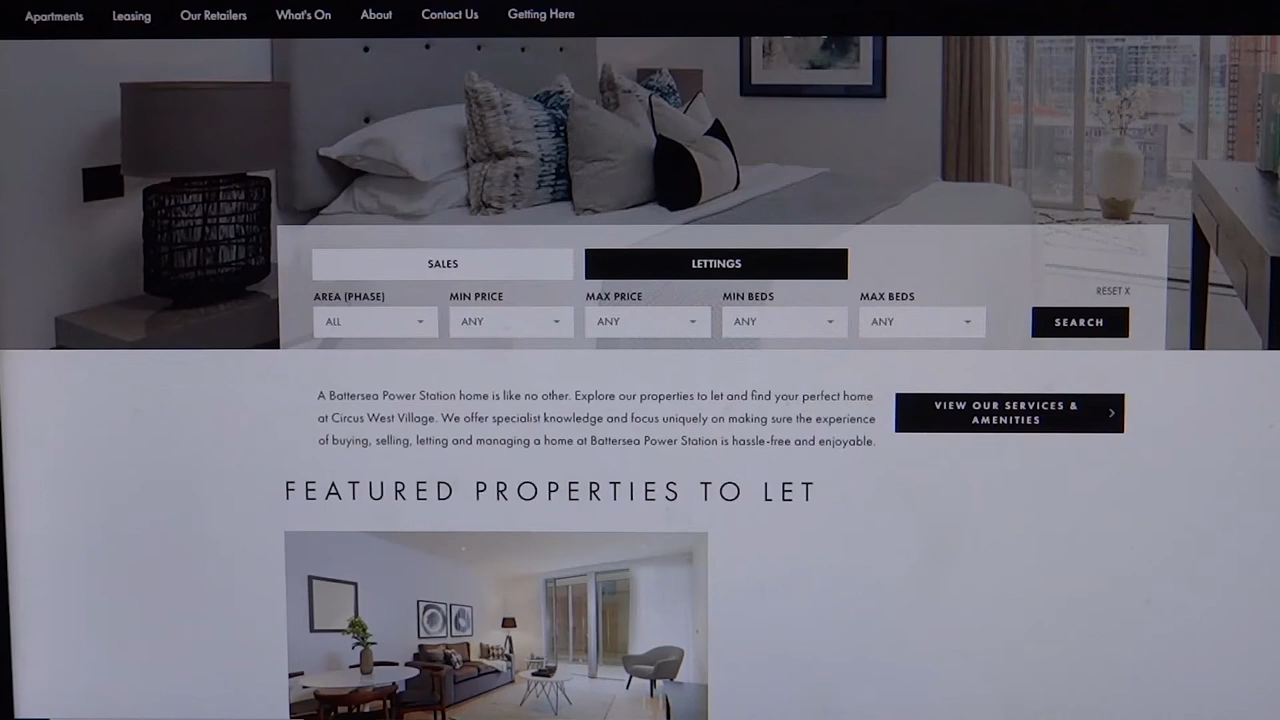 Apartments Leasing Our Retailers What's On About Contact Us Getting Here
SALES LETTINGS
AREA (PHASE) MIN PRICE MAX PRICE MIN BEDS MAX BEDS RESET X
ALL ANY ANY ANY ANY SEARCH
A Battersea Power Station home is like no other. Explore our properties to let and find your perfect home
at Circus West Village. We offer specialist knowledge and focus uniquely on making sure the experience
of buying, selling, letting and managing a home at Battersea Power Station is hassle-free and enjoyable.
VIEW OUR SERVICES &
AMENITIES
FEATURED PROPERTIES TO LET